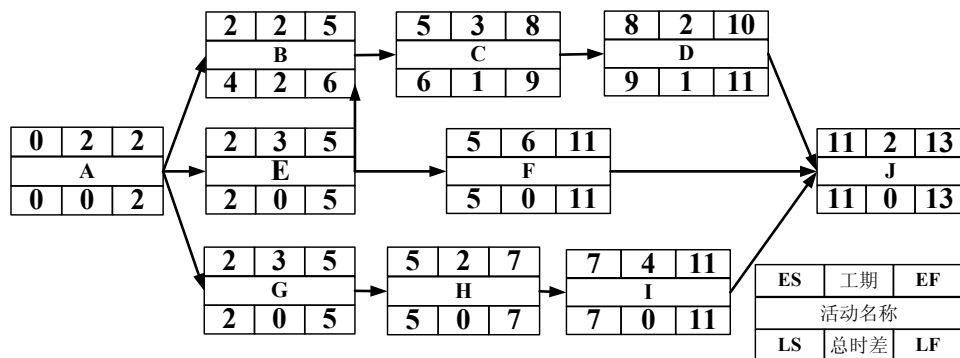 2 2 5
B
4 2 6
5 3 8
C
6 1 9
8 2 10
D
9 1 11
0 2 2
A
0 0 2
2 3 5
E
2 0 5
5 6 11
F
5 0 11
11 2 13
J
11 0 13
2 3 5
G
2 0 5
5 2 7
H
5 0 7
7 4 11
I
7 0 11
ES 工期 EF
活动名称
LS 总时差 LF